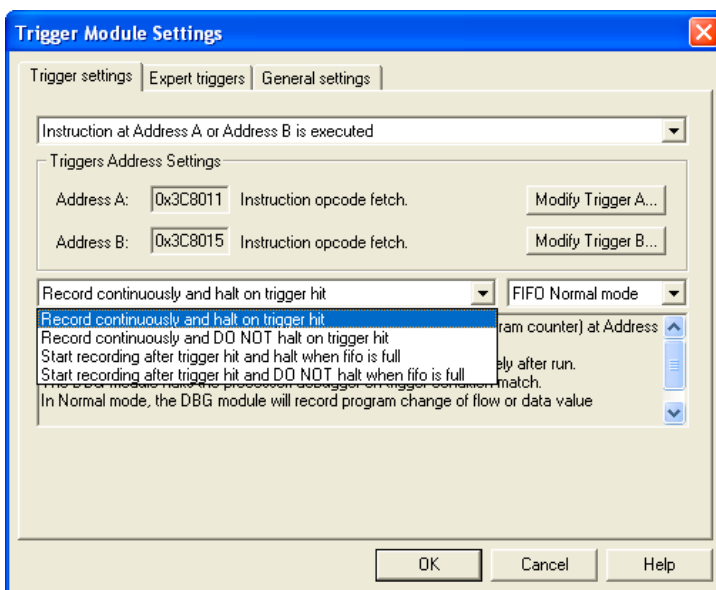 Trigger Module Settings
Trigger settings Expert triggers General settings
Instruction at Address A or Address B is executed
Triggers Address Settings
Address A: 0x3C8011 Instruction opcode fetch. Modify Trigger A...
Address B: 0x3C8015 Instruction opcode fetch. Modify Trigger B...
Record continuously and halt on trigger hit FIFO Normal mode
Record continuously and halt on trigger hit
Record continuously and DO NOT halt on trigger hit
Start recording after trigger hit and halt when fifo is full
Start recording after trigger hit and DO NOT halt when fifo is full
counter) at Address
after run.
match.
In Normal mode, the DBG module will record program change of flow or data value
OK Cancel Help